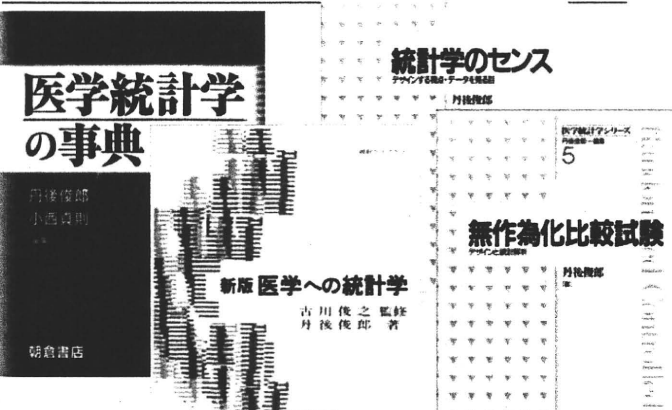 医学統計学
の事典
丹後俊郎
小西貞則
朝倉書店
新版 医学への統計学
古川俊之 監修
丹後俊郎 著
統計学のセンス
デザインする視点・データを見る目
丹後俊郎
医学統計学シリーズ
5
無作為化比較試験
デザインと統計解析
丹後俊郎